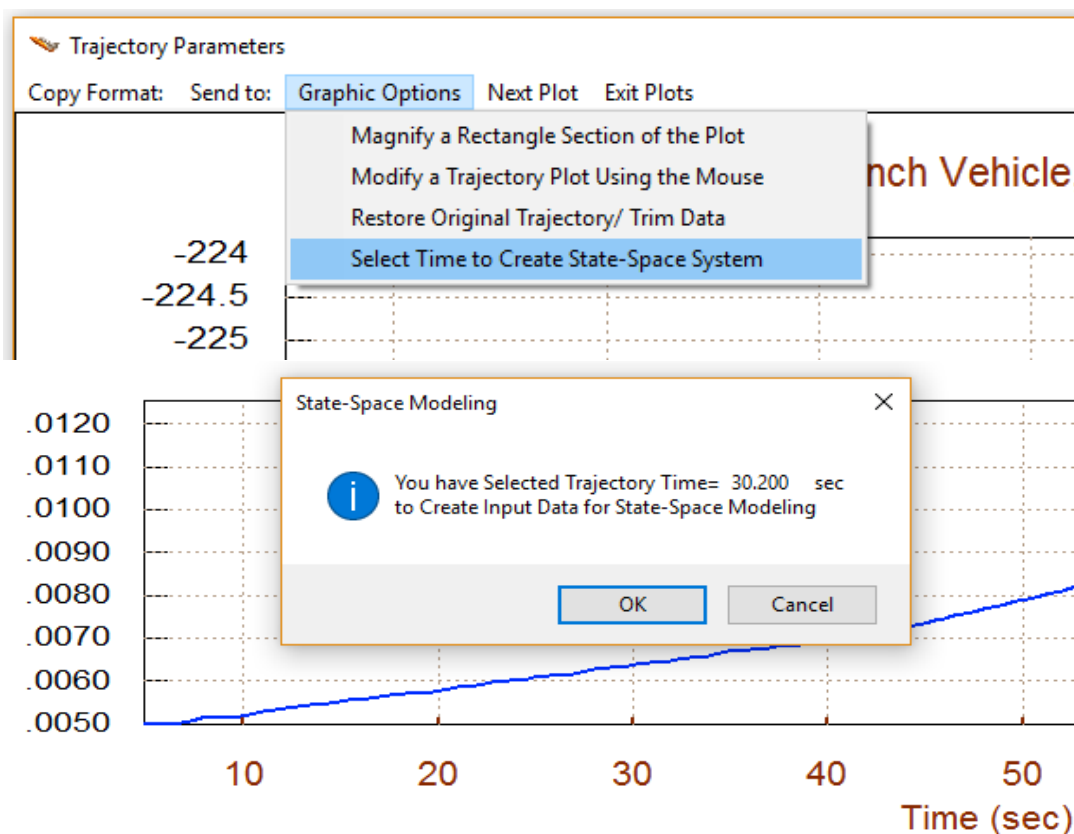 Trajectory Parameters
Copy Format: Send to: Graphic Options Next Plot Exit Plots
Magnify a Rectangle Section of the Plot
Modify a Trajectory Plot Using the Mouse
Restore Original Trajectory/ Trim Data
Select Time to Create State-Space System
nch Vehicle
-224
-224.5
-225
State-Space Modeling
You have Selected Trajectory Time= 30.200 sec
to Create Input Data for State-Space Modeling
OK Cancel
.0120
.0110
.0100
.0090
.0080
.0070
.0060
.0050
10 20 30 40 50
Time (sec)